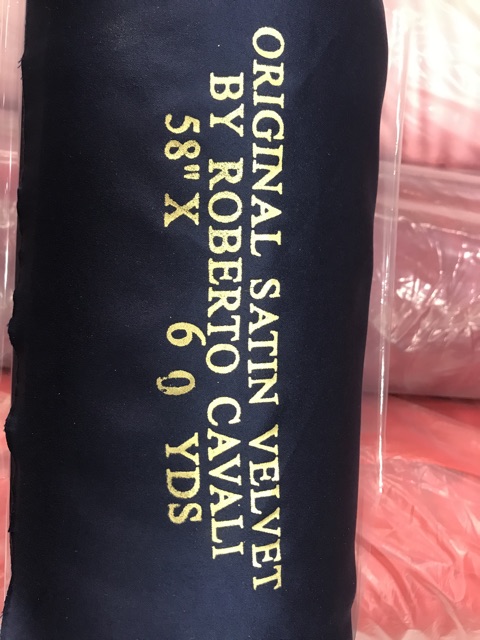 ORIGINAL SATIN VELVET
BY ROBERTO CAVALI
58" X 60 YDS